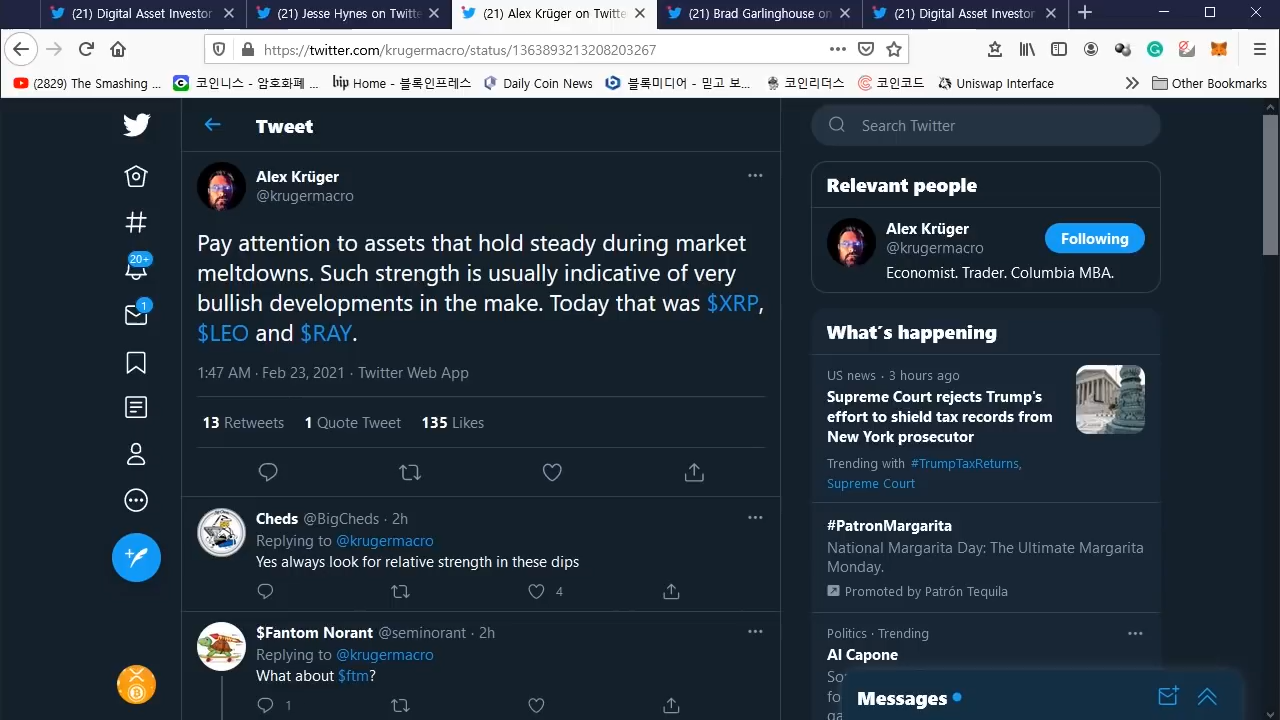 (21) Digital Asset Investor
(21) Jesse Hynes on Twitte
(21) Alex Krüger on Twitte
(21) Brad Garlinghouse on
(21) Digital Asset Investor
https://twitter.com/krugermacro/status/1363893213208203267
(2829) The Smashing ...
코인니스 - 암호화폐 ...
bip Home - 블록인프레스
Daily Coin News
블록미디어 - 믿고 보...
코인리더스
코인코드
Uniswap Interface
Other Bookmarks
Tweet
Alex Krüger
@krugermacro
Pay attention to assets that hold steady during market
meltdowns. Such strength is usually indicative of very
bullish developments in the make. Today that was $XRP,
$LEO and $RAY.
1:47 AM · Feb 23, 2021 · Twitter Web App
13 Retweets 1 Quote Tweet 135 Likes
Cheds @BigCheds · 2h
Replying to @krugermacro
Yes always look for relative strength in these dips
4
$Fantom Norant @seminorant · 2h
Replying to @krugermacro
What about $ftm?
1
20+
1
Search Twitter
Relevant people
Alex Krüger
@krugermacro
Following
Economist. Trader. Columbia MBA.
What´s happening
US news · 3 hours ago
Supreme Court rejects Trump's
effort to shield tax records from
New York prosecutor
Trending with #TrumpTaxReturns,
Supreme Court
#PatronMargarita
National Margarita Day: The Ultimate Margarita
Monday.
Promoted by Patrón Tequila
Politics · Trending
Al Capone
Messages